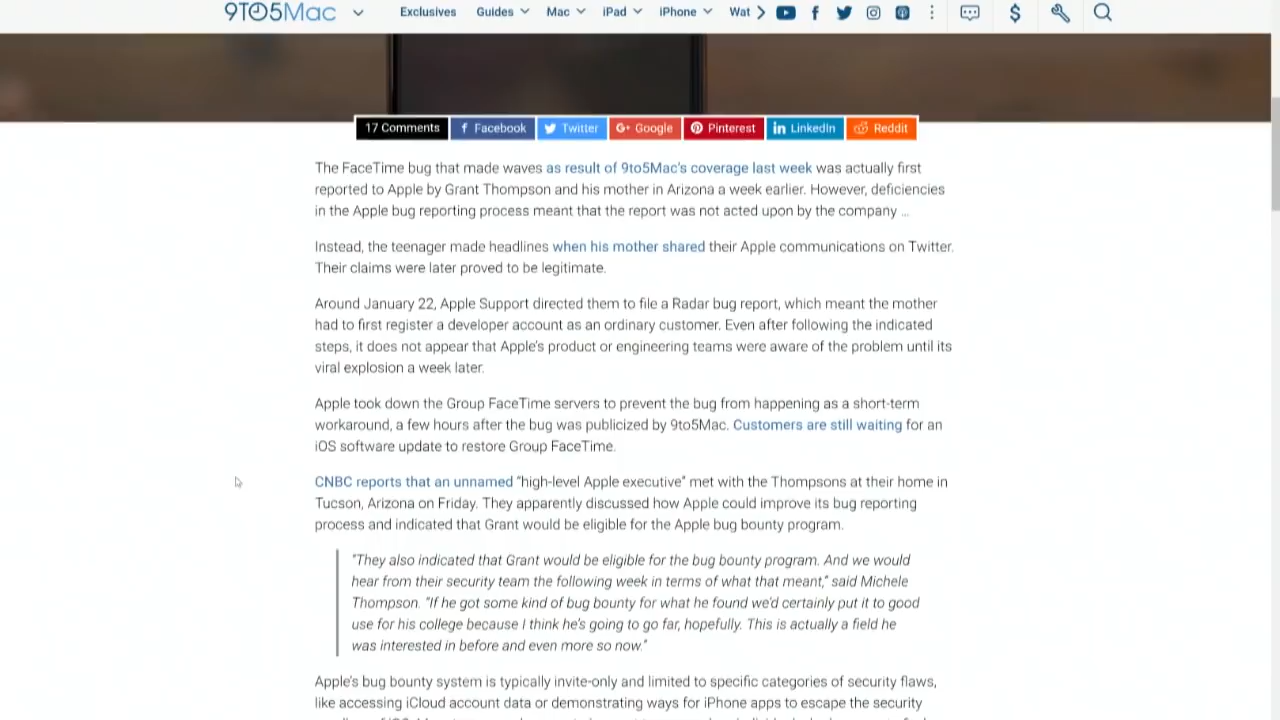 9TO5Mac Exclusives Guides Mac iPad iPhone Wat
17 Comments Facebook Twitter G+ Google Pinterest LinkedIn Reddit
The FaceTime bug that made waves as result of 9to5Mac's coverage last week was actually first
reported to Apple by Grant Thompson and his mother in Arizona a week earlier. However, deficiencies
in the Apple bug reporting process meant that the report was not acted upon by the company ...
Instead, the teenager made headlines when his mother shared their Apple communications on Twitter.
Their claims were later proved to be legitimate.
Around January 22, Apple Support directed them to file a Radar bug report, which meant the mother
had to first register a developer account as an ordinary customer. Even after following the indicated
steps, it does not appear that Apple's product or engineering teams were aware of the problem until its
viral explosion a week later.
Apple took down the Group FaceTime servers to prevent the bug from happening as a short-term
workaround, a few hours after the bug was publicized by 9to5Mac. Customers are still waiting for an
iOS software update to restore Group FaceTime.
CNBC reports that an unnamed "high-level Apple executive" met with the Thompsons at their home in
Tucson, Arizona on Friday. They apparently discussed how Apple could improve its bug reporting
process and indicated that Grant would be eligible for the Apple bug bounty program.
"They also indicated that Grant would be eligible for the bug bounty program. And we would
hear from their security team the following week in terms of what that meant," said Michele
Thompson. "If he got some kind of bug bounty for what he found we'd certainly put it to good
use for his college because I think he's going to go far, hopefully. This is actually a field he
was interested in before and even more so now."
Apple's bug bounty system is typically invite-only and limited to specific categories of security flaws,
like accessing iCloud account data or demonstrating ways for iPhone apps to escape the security